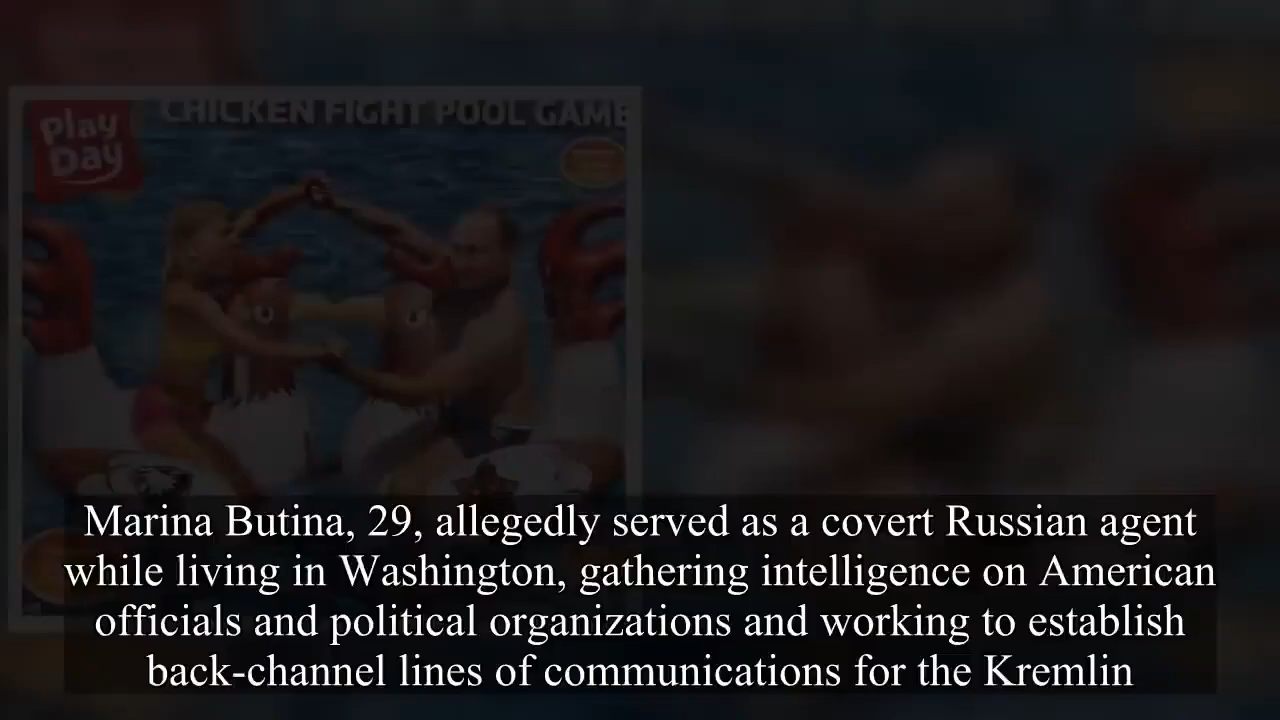 CHICKEN FIGHT POOL GAME
Play
Day
Marina Butina, 29, allegedly served as a covert Russian agent
while living in Washington, gathering intelligence on American
officials and political organizations and working to establish
back-channel lines of communications for the Kremlin